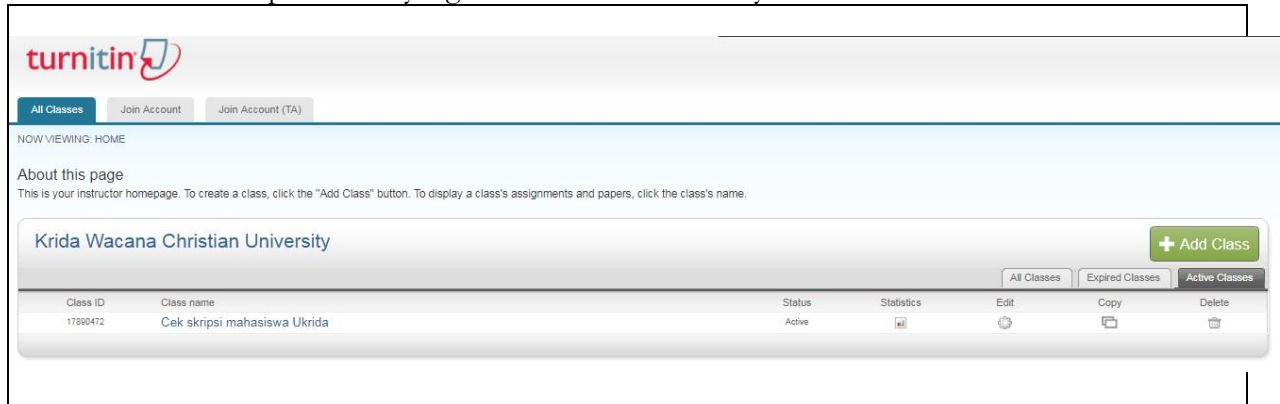 turnitin
All Classes Join Account Join Account (TA)
NOW VIEWING: HOME
About this page
This is your instructor homepage. To create a class, click the "Add Class" button. To display a class's assignments and papers, click the class's name.
Krida Wacana Christian University
Add Class
All Classes Expired Classes Active Classes
Class ID Class name Status Statistics Edit Copy Delete
17890472 Cek skripsi mahasiswa Ukrida Active